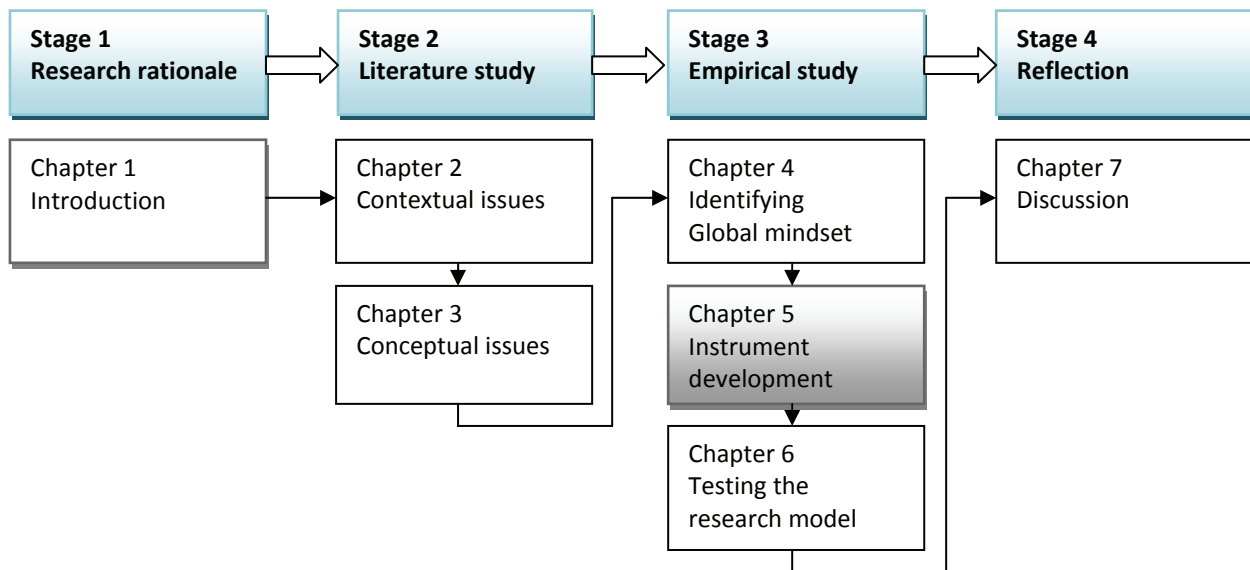 Stage 1
Research rationale
Stage 2
Literature study
Stage 3
Empirical study
Stage 4
Reflection
Chapter 1
Introduction
Chapter 2
Contextual issues
Chapter 3
Conceptual issues
Chapter 4
Identifying
Global mindset
Chapter 5
Instrument
development
Chapter 6
Testing the
research model
Chapter 7
Discussion